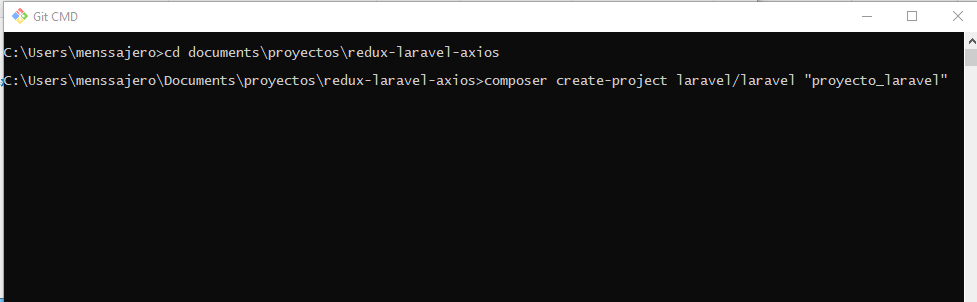 Git CMD
C:\Users\menssajero>cd documents\proyectos\redux-laravel-axios
C:\Users\menssajero\Documents\proyectos\redux-laravel-axios>composer create-project laravel/laravel "proyecto_laravel"